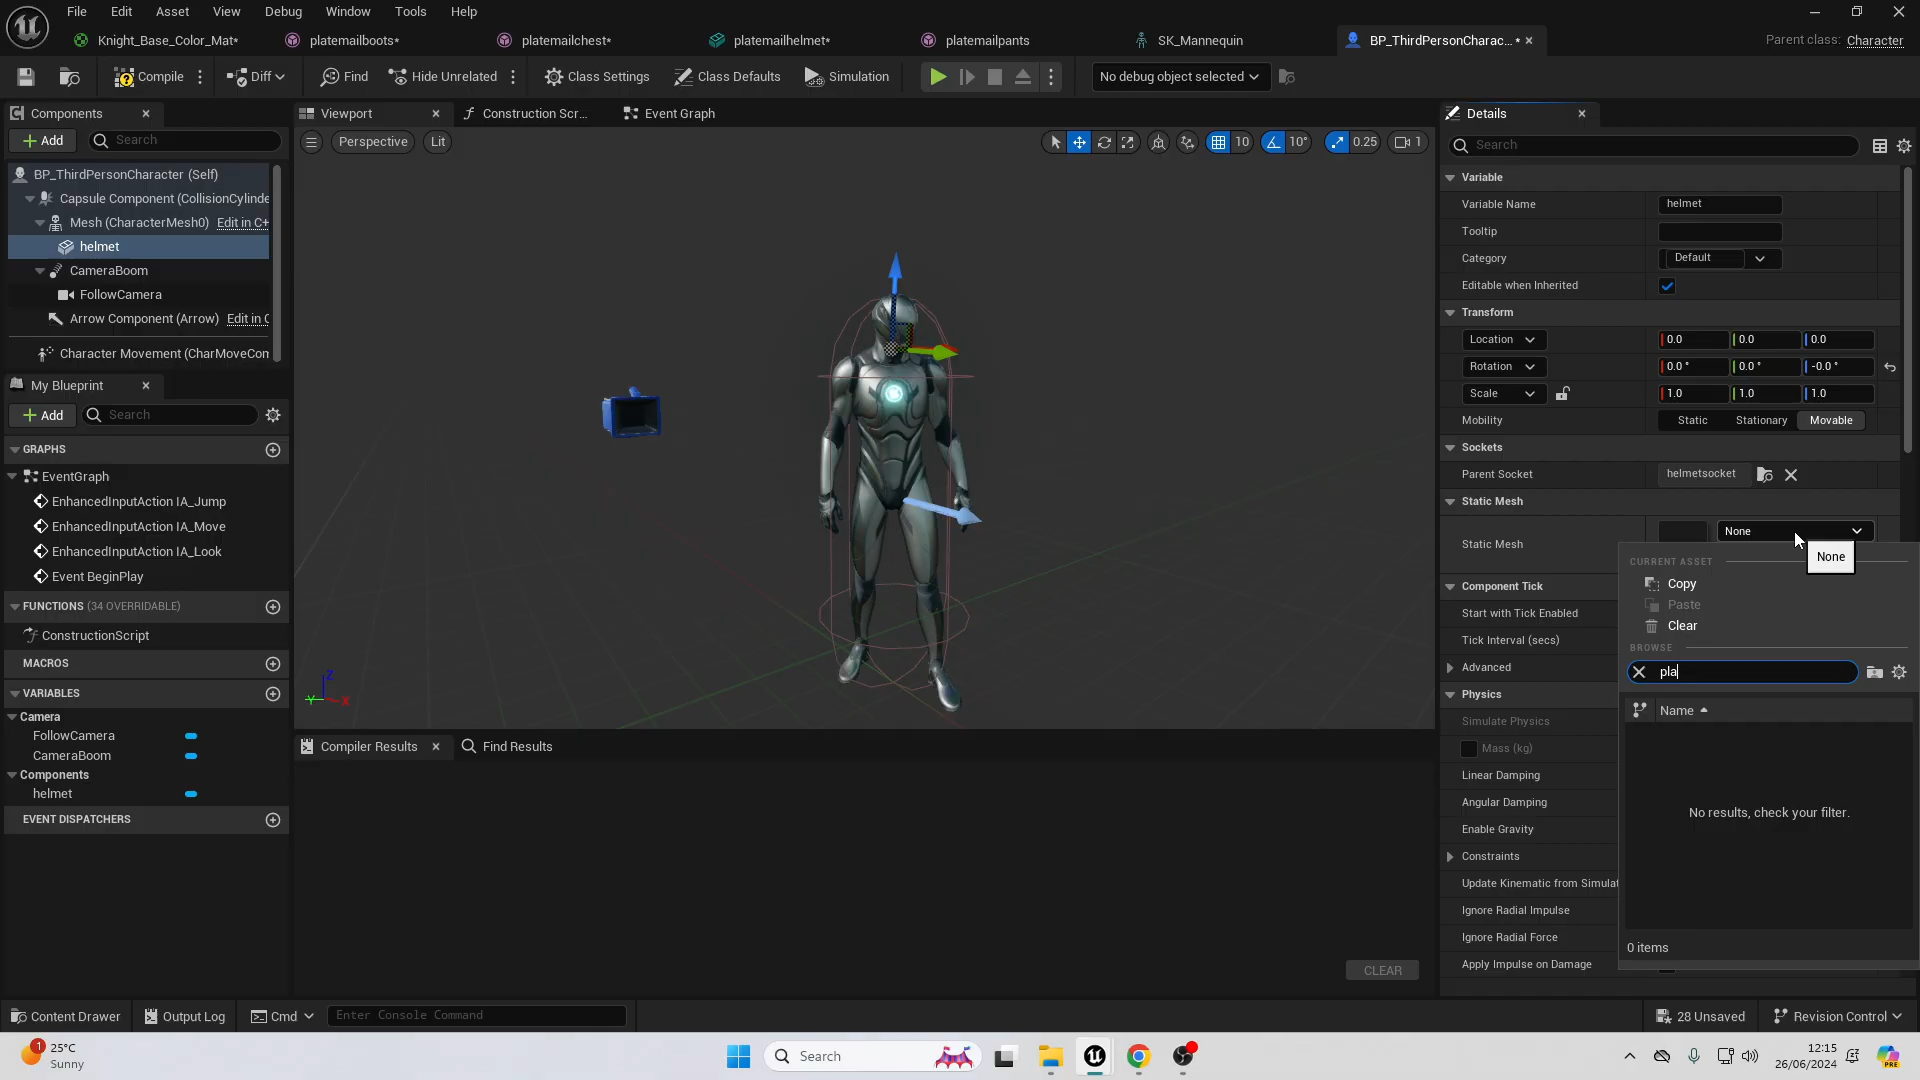 File Edit Asset View Debug Window Tools Help
Knight_Base_Color_Mat* platemailboots* platemailchest* platemailhelmet* platemailpants SK_Mannequin BP_ThirdPersonCharac... * Parent class: Character
Compile Diff Find Hide Unrelated Class Settings Class Defaults Simulation No debug object selected
Components Viewport Construction Scr... Event Graph Details
Add Search Perspective Lit 10 10° 0.25 1 Search
BP_ThirdPersonCharacter (Self)
Capsule Component (CollisionCylinde
Mesh (CharacterMesh0) Edit in C+
helmet
CameraBoom
FollowCamera
Arrow Component (Arrow) Edit in C
Character Movement (CharMoveCom
My Blueprint
Add Search
GRAPHS
EventGraph
EnhancedInputAction IA_Jump
EnhancedInputAction IA_Move
EnhancedInputAction IA_Look
Event BeginPlay
FUNCTIONS (34 OVERRIDABLE)
ConstructionScript
MACROS
VARIABLES
Camera
FollowCamera
CameraBoom
Components
helmet
EVENT DISPATCHERS
Z
Y X
Compiler Results Find Results
CLEAR
Variable
Variable Name helmet
Tooltip
Category Default
Editable when Inherited
Transform
Location 0.0 0.0 0.0
Rotation 0.0 ° 0.0 ° -0.0 °
Scale 1.0 1.0 1.0
Mobility Static Stationary Movable
Sockets
Parent Socket helmetsocket
Static Mesh
Static Mesh None
None
Component Tick
Start with Tick Enabled
Tick Interval (secs)
Advanced
Physics
Simulate Physics
Mass (kg)
Linear Damping
Angular Damping
Enable Gravity
Constraints
Update Kinematic from Simulat
Ignore Radial Impulse
Ignore Radial Force
Apply Impulse on Damage
CURRENT ASSET
Copy
Paste
Clear
BROWSE
pla
Name
No results, check your filter.
0 items
Content Drawer Output Log Cmd Enter Console Command 28 Unsaved Revision Control
1 25°C
Sunny
Search
12:15
26/06/2024
PRE